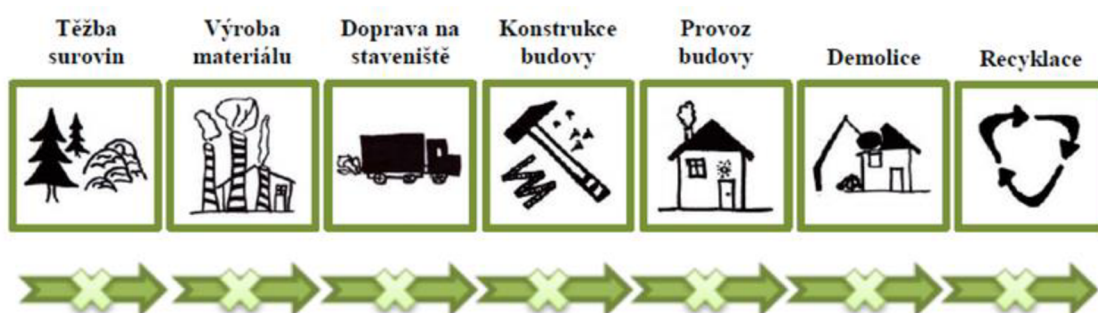 Těžba
surovin
Výroba
materiálu
Doprava na
staveniště
Konstrukce
budovy
Provoz
budovy
Demolice
Recyklace